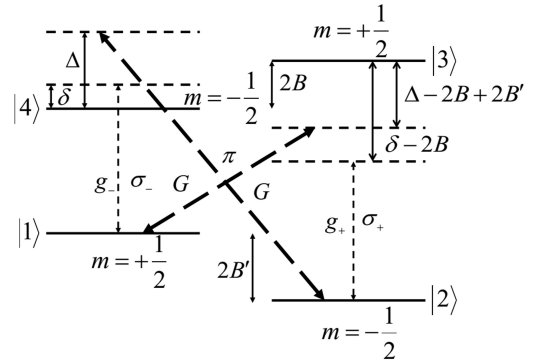 m = +1/2
|3⟩
Δ
δ
|4⟩
m = −1/2
2B
Δ − 2B + 2B′
δ − 2B
π
g₋
σ₋
G
G
g₊
σ₊
|1⟩
m = +1/2
2B′
|2⟩
m = −1/2